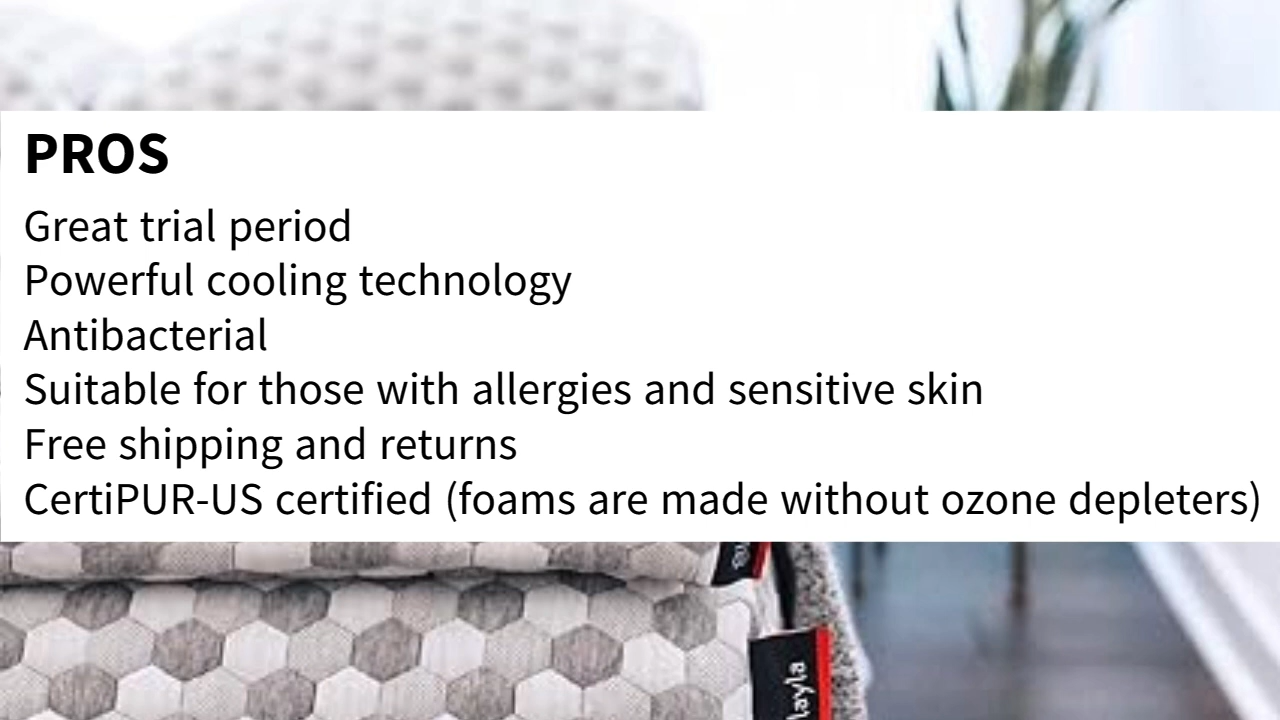 PROS
Great trial period
Powerful cooling technology
Antibacterial
Suitable for those with allergies and sensitive skin
Free shipping and returns
CertiPUR-US certified (foams are made without ozone depleters)
layla